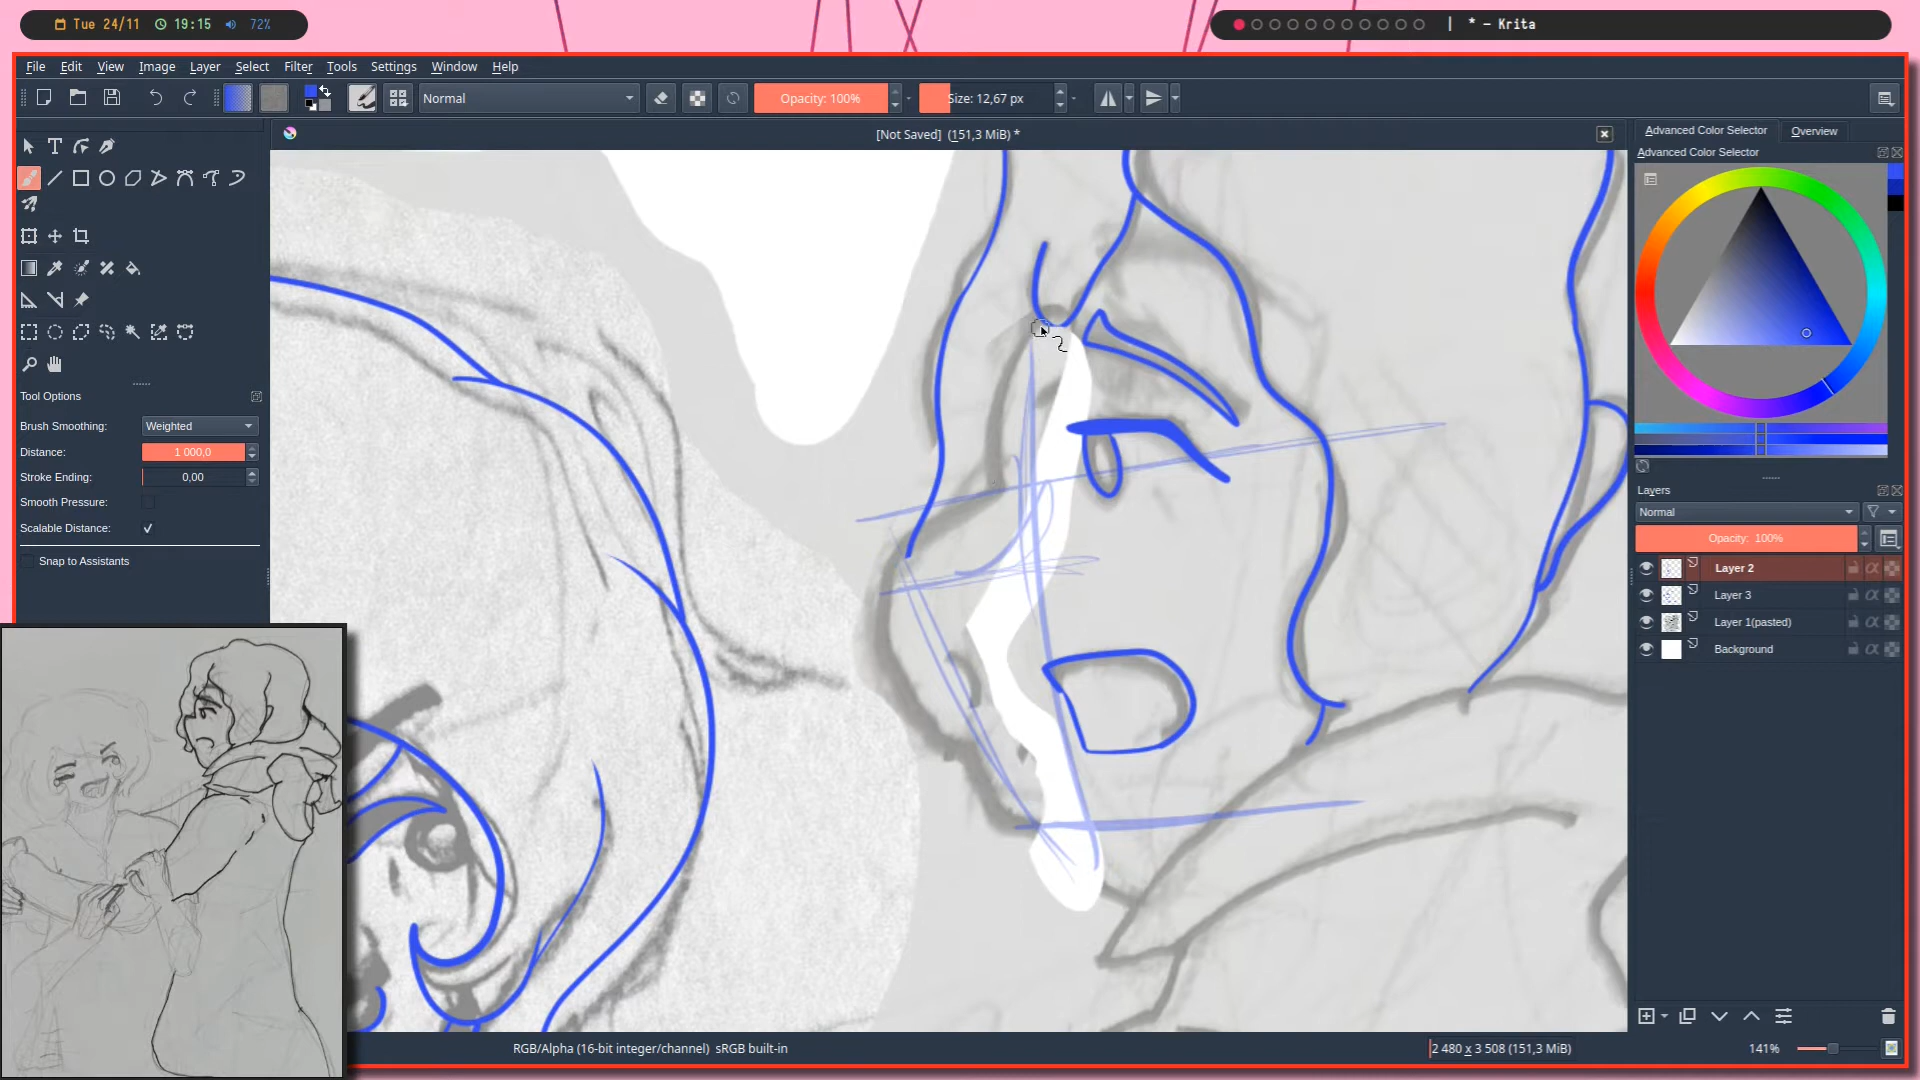 Tue 24/11 19:15 72%
| * – Krita
File Edit View Image Layer Select Filter Tools Settings Window Help
Normal
Opacity: 100%
Size: 12,67 px
[Not Saved] (151,3 MiB) *
Advanced Color Selector Overview
Advanced Color Selector
Tool Options
Brush Smoothing: Weighted
Distance: 1 000,0
Stroke Ending: 0,00
Smooth Pressure:
Scalable Distance:
Snap to Assistants
Layers
Normal
Opacity: 100%
Layer 2
Layer 3
Layer 1(pasted)
Background
RGB/Alpha (16-bit integer/channel) sRGB built-in
2 480 x 3 508 (151,3 MiB)
141%